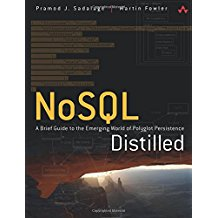 Pramod J. Sadalage Martin Fowler
NoSQL
A Brief Guide to the Emerging World of Polyglot Persistence
Distilled